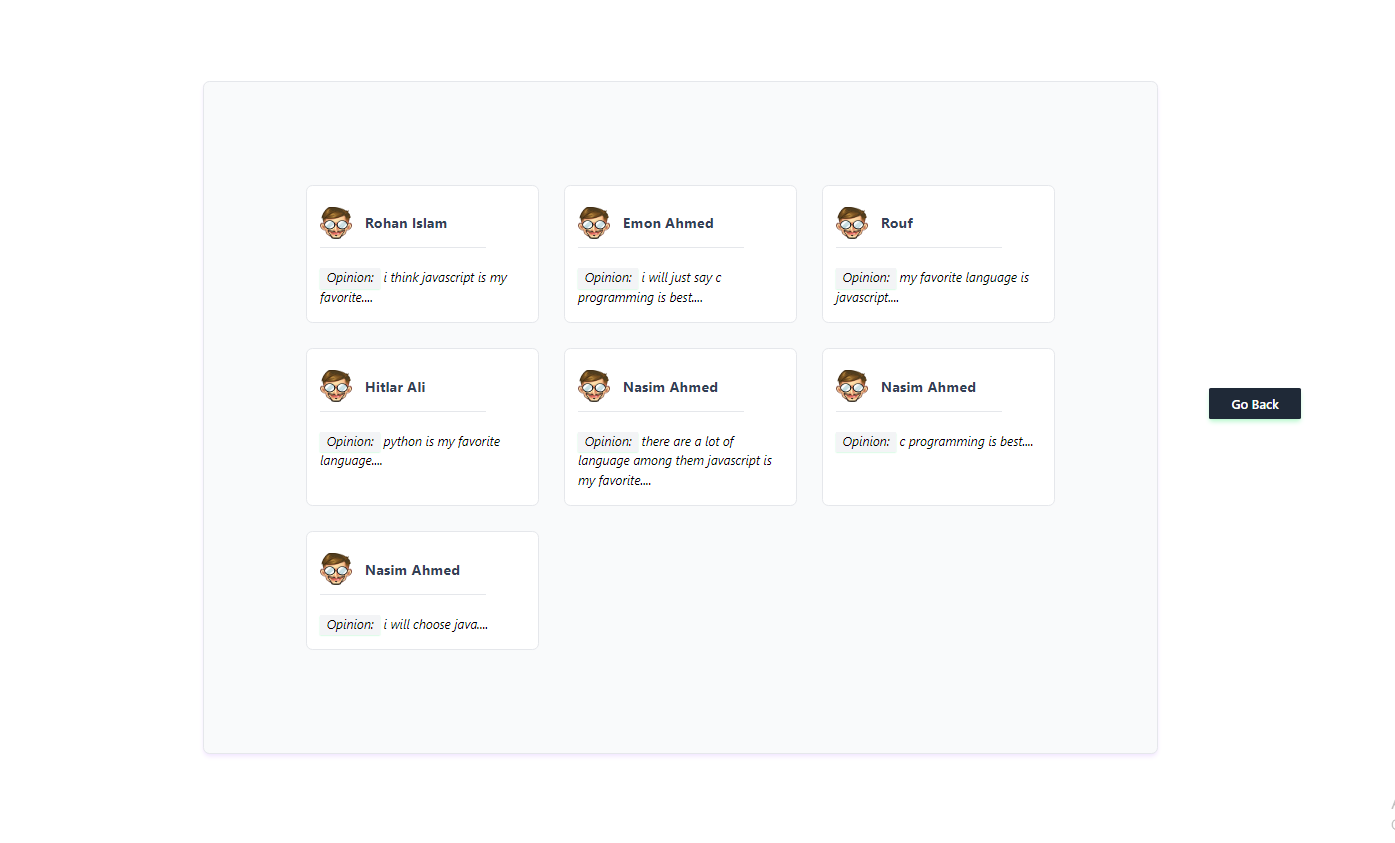 Rohan Islam
Opinion: i think javascript is my
favorite....
Emon Ahmed
Opinion: i will just say c
programming is best....
Rouf
Opinion: my favorite language is
javascript....
Hitlar Ali
Opinion: python is my favorite
language....
Nasim Ahmed
Opinion: there are a lot of
language among them javascript is
my favorite....
Nasim Ahmed
Opinion: c programming is best....
Nasim Ahmed
Opinion: i will choose java....
Go Back